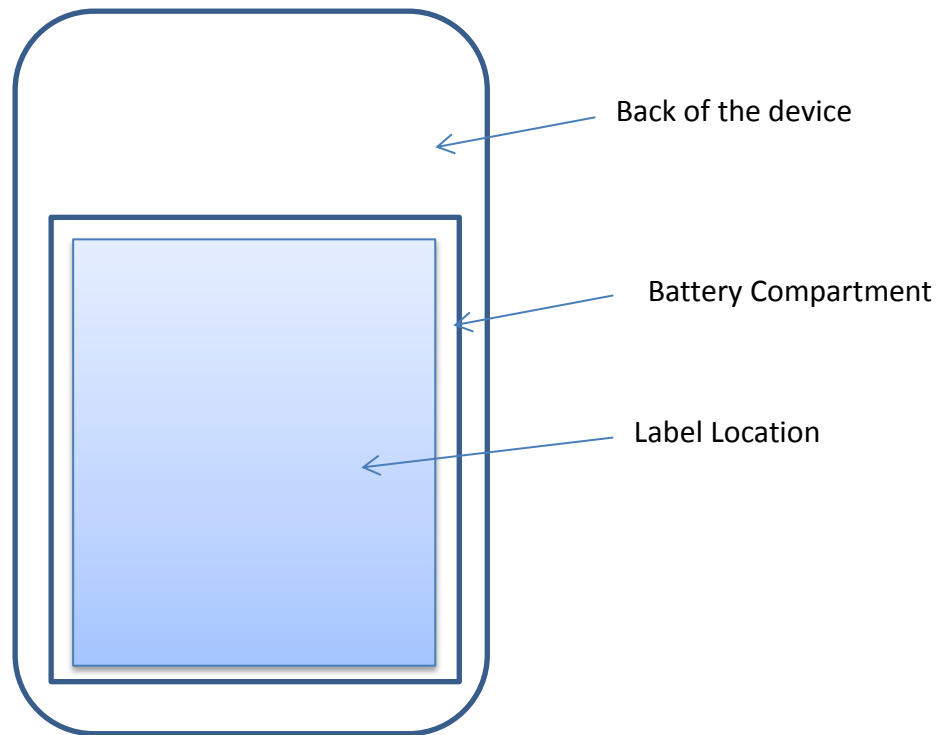 Back of the device
Battery Compartment
Label Location